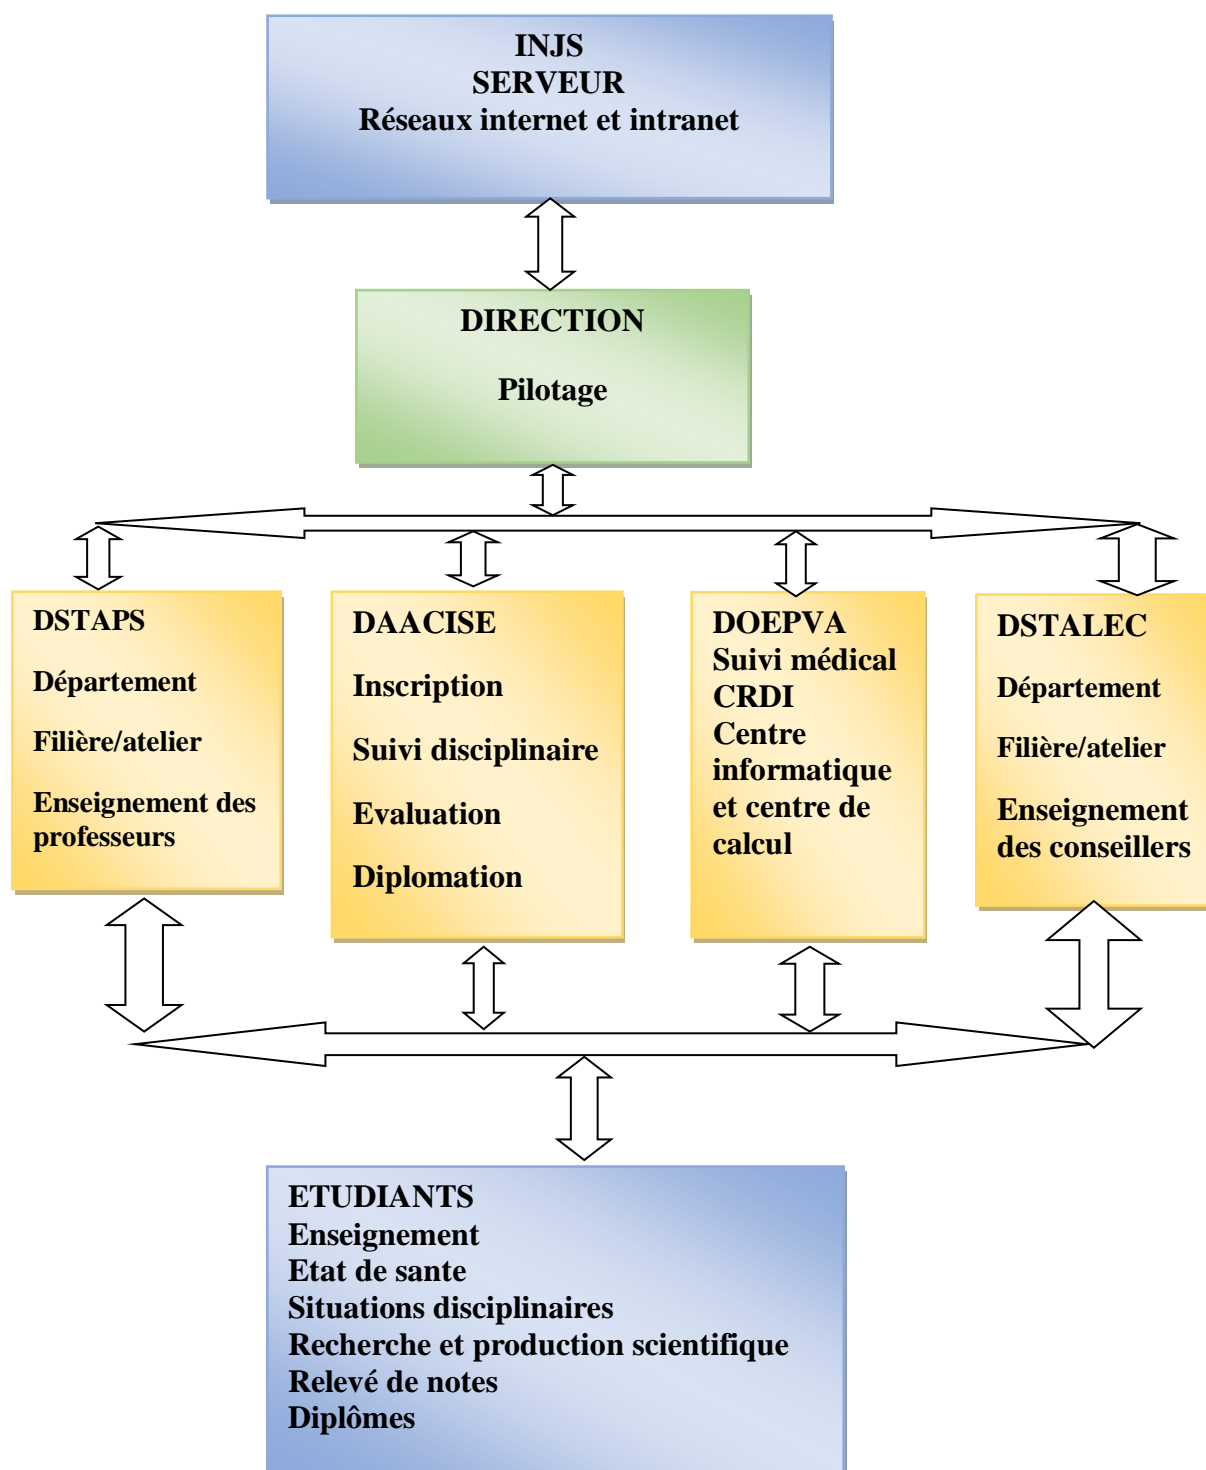 INJS
SERVEUR
Réseaux internet et intranet
DIRECTION
Pilotage
DSTAPS
Département
Filière/atelier
Enseignement des
professeurs
DAACISE
Inscription
Suivi disciplinaire
Evaluation
Diplomation
DOEPVA
Suivi médical
CRDI
Centre
informatique
et centre de
calcul
DSTALEC
Département
Filière/atelier
Enseignement
des conseillers
ETUDIANTS
Enseignement
Etat de sante
Situations disciplinaires
Recherche et production scientifique
Relevé de notes
Diplômes